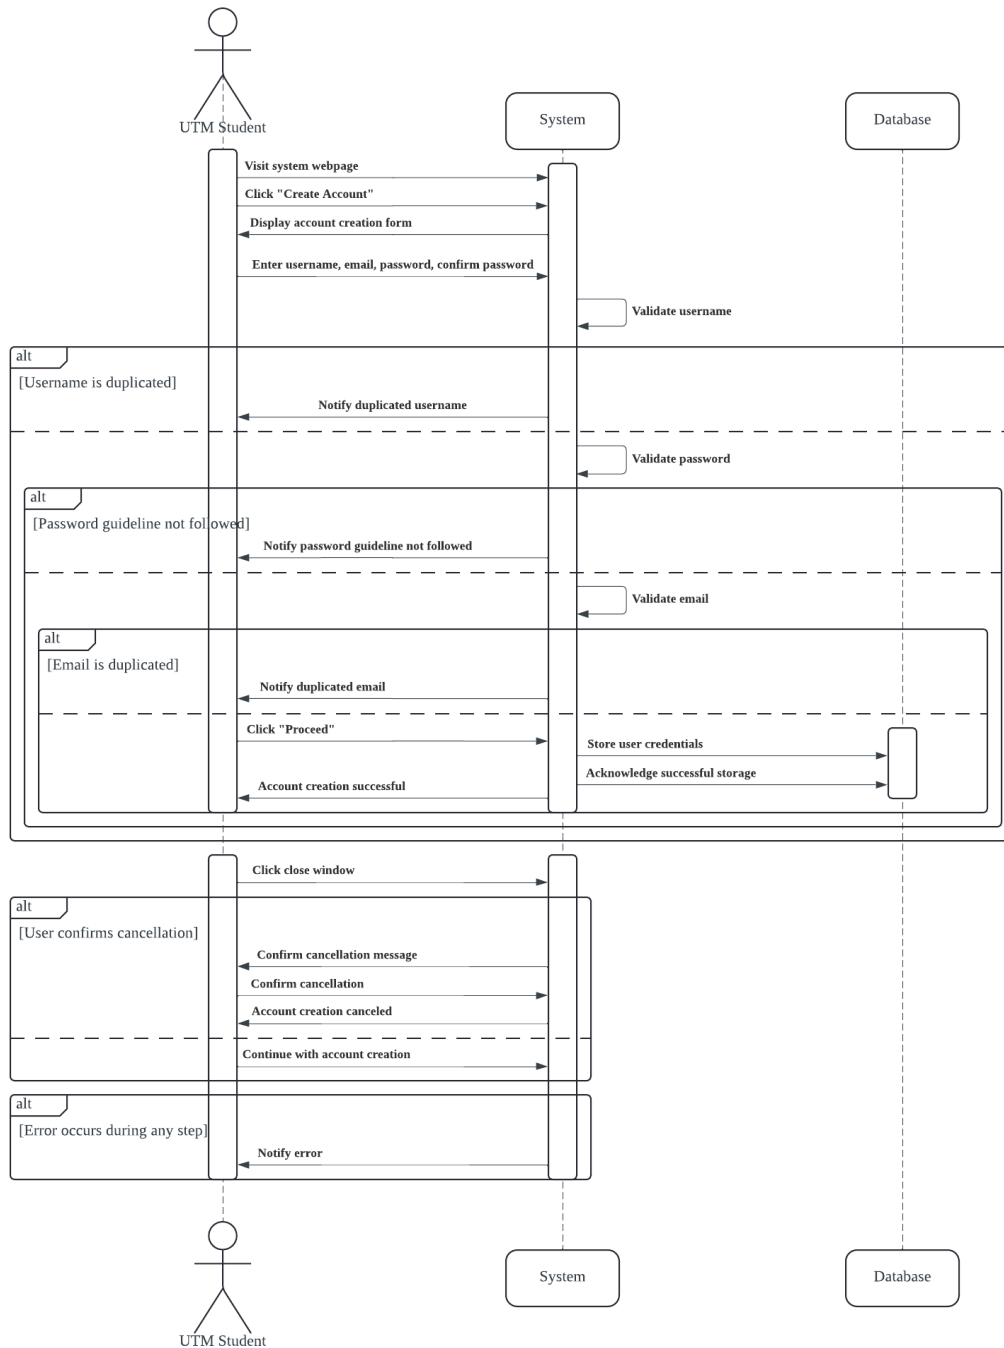 UTM Student
System
Database
Visit system webpage
Click "Create Account"
Display account creation form
Enter username, email, password, confirm password
Validate username
alt
[Username is duplicated]
Notify duplicated username
Validate password
alt
[Password guideline not followed]
Notify password guideline not followed
Validate email
alt
[Email is duplicated]
Notify duplicated email
Click "Proceed"
Store user credentials
Acknowledge successful storage
Account creation successful
Click close window
alt
[User confirms cancellation]
Confirm cancellation message
Confirm cancellation
Account creation canceled
Continue with account creation
alt
[Error occurs during any step]
Notify error
System
Database
UTM Student